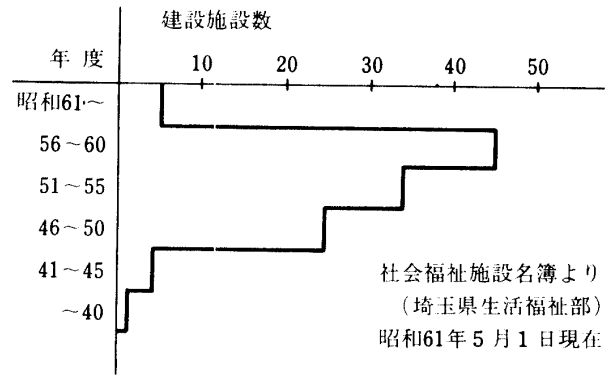 建設施設数
年度
10 20 30 40 50
昭和61.～
56～60
51～55
46～50
41～45
～40
社会福祉施設名簿より
（埼玉県生活福祉部）
昭和61年5月1日現在